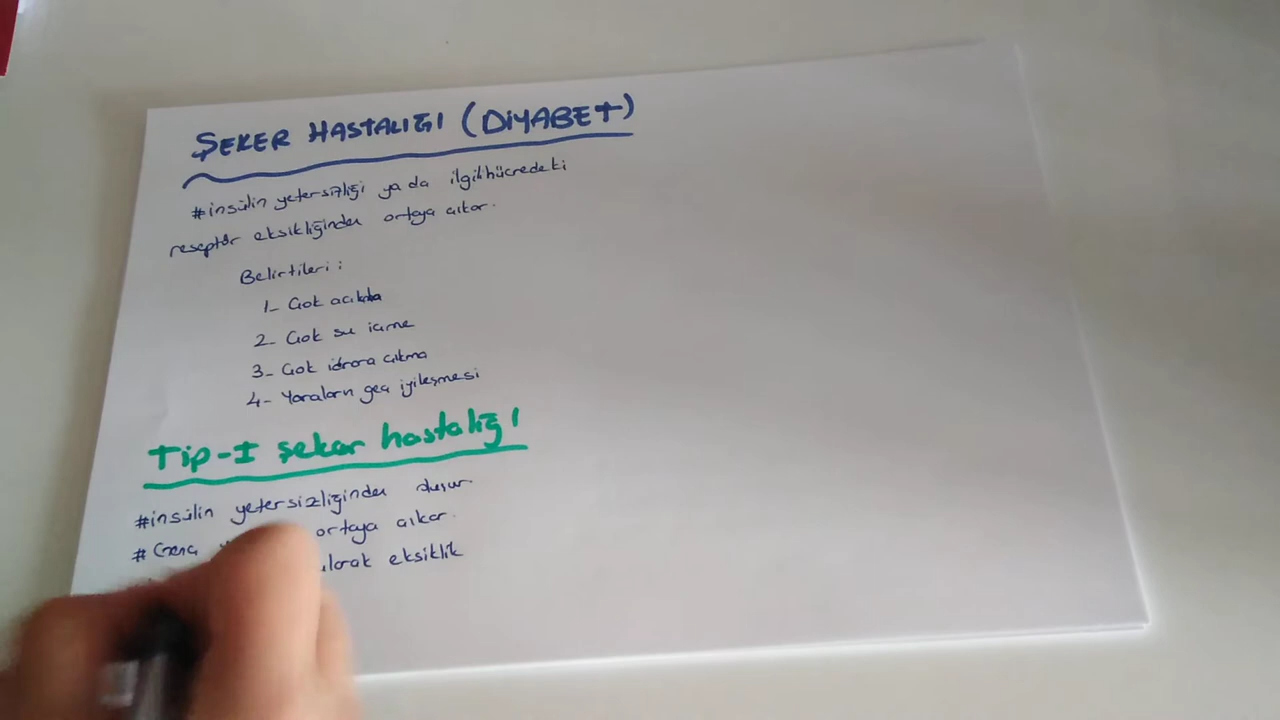 ŞEKER HASTALIĞI (DİYABET)
#insülin yetersizliği ya da ilgili hücredeki
reseptör eksikliğinden ortaya çıkar.
Belirtileri:
1- Çok acıkma
2- Çok su içme
3- Çok idrara çıkma
4- Yaraların geç iyileşmesi
Tip-I şeker hastalığı
#insülin yetersizliğinden oluşur.
#Genç ortaya çıkar.
olarak eksiklik